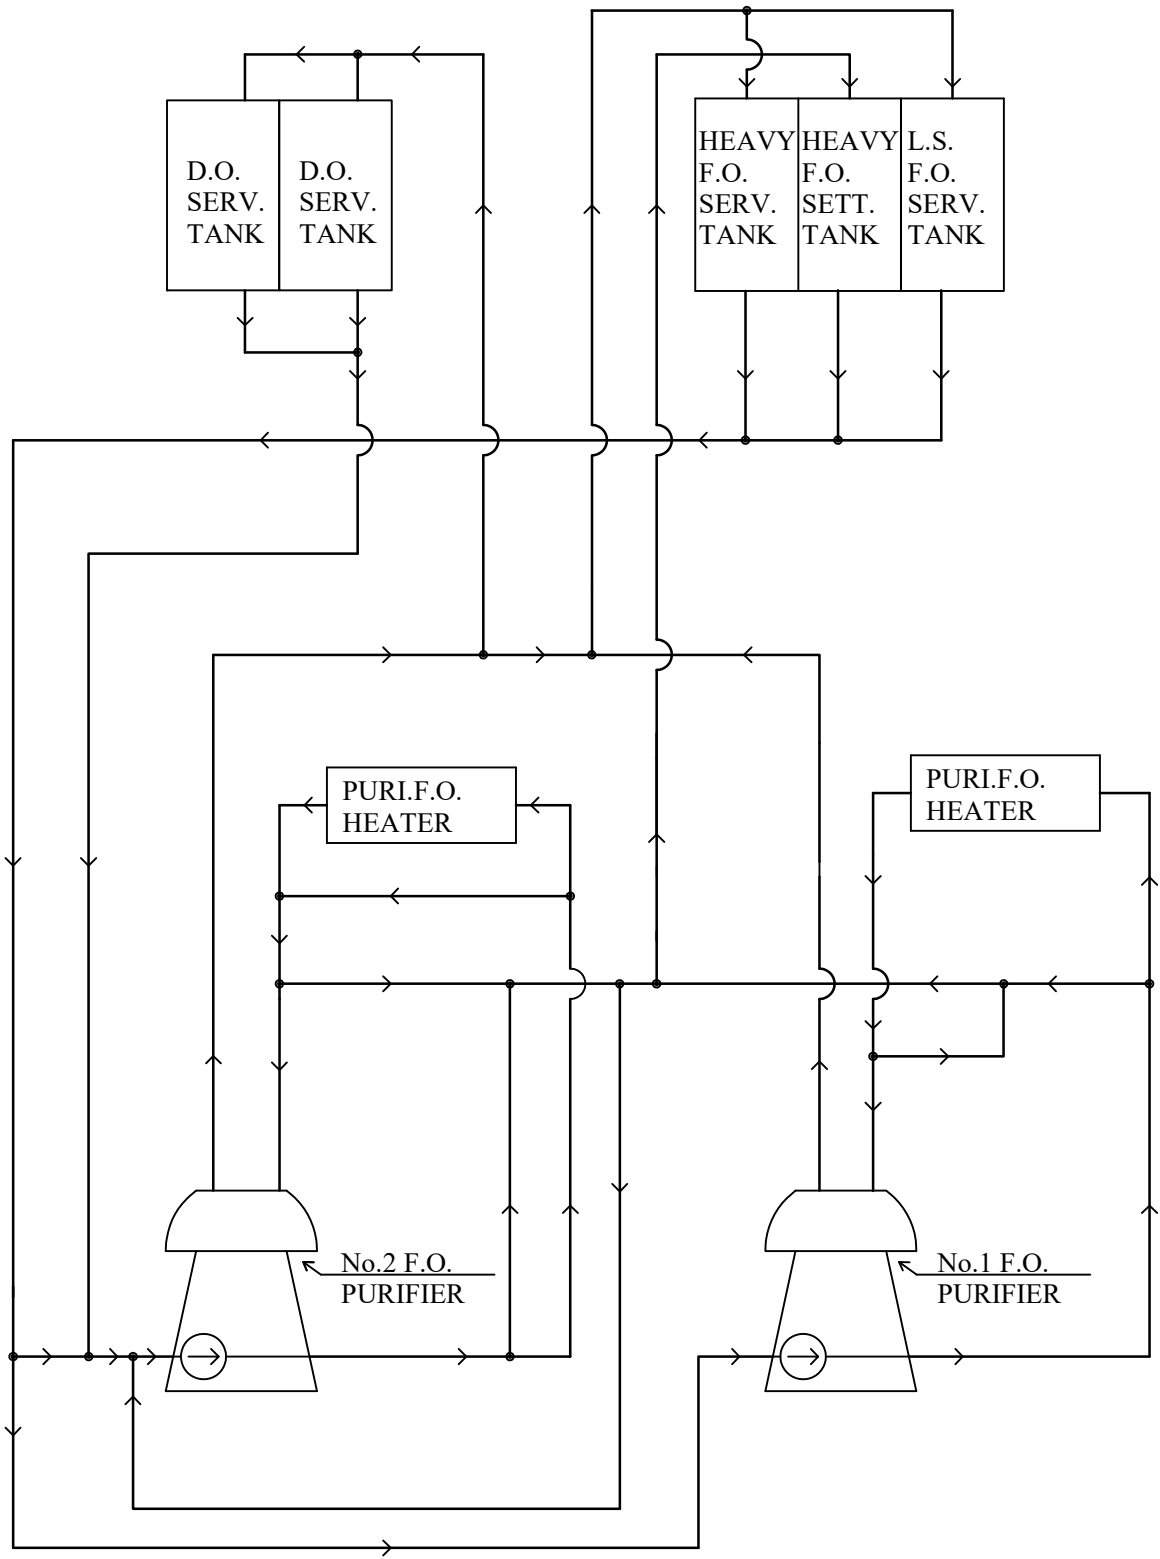 D.O.
SERV.
TANK
D.O.
SERV.
TANK
HEAVY
F.O.
SERV.
TANK
HEAVY
F.O.
SETT.
TANK
L.S.
F.O.
SERV.
TANK
PURI.F.O.
HEATER
PURI.F.O.
HEATER
No.2 F.O.
PURIFIER
No.1 F.O.
PURIFIER